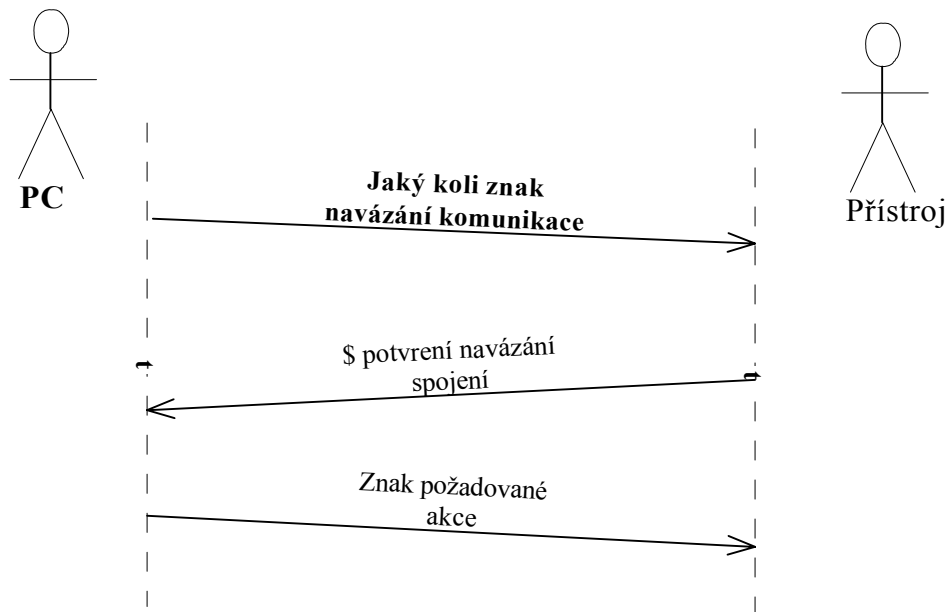 PC
Přístroj
Jaký koli znak
navázání komunikace
t
t
$ potvrení navázání
spojení
Znak požadované
akce